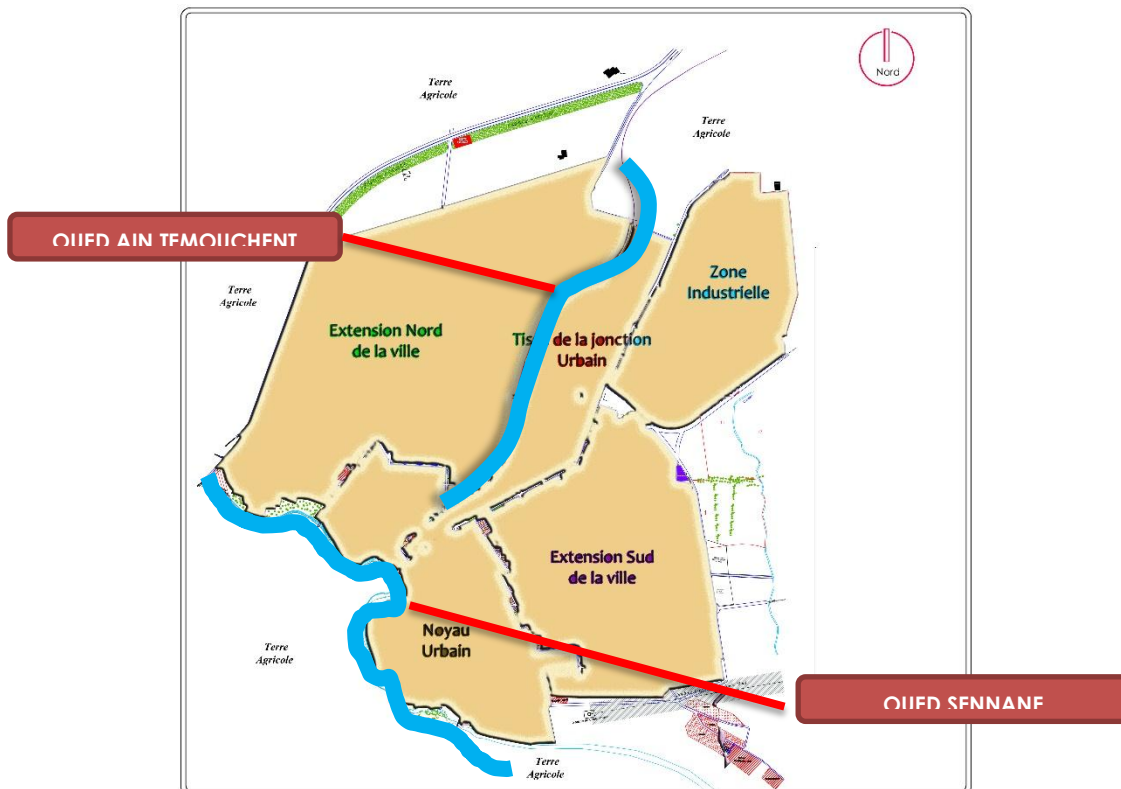 Terre
Agricole
Nord
Terre
Agricole
OUED AIN TEMOUCHENT
Terre
Agricole
Zone
Industrielle
Extension Nord
de la ville
de la jonction
Urbain
Extension Sud
de la ville
Noyau
Urbain
Terre
Agricole
OUED SENNANE
Terre
Agricole